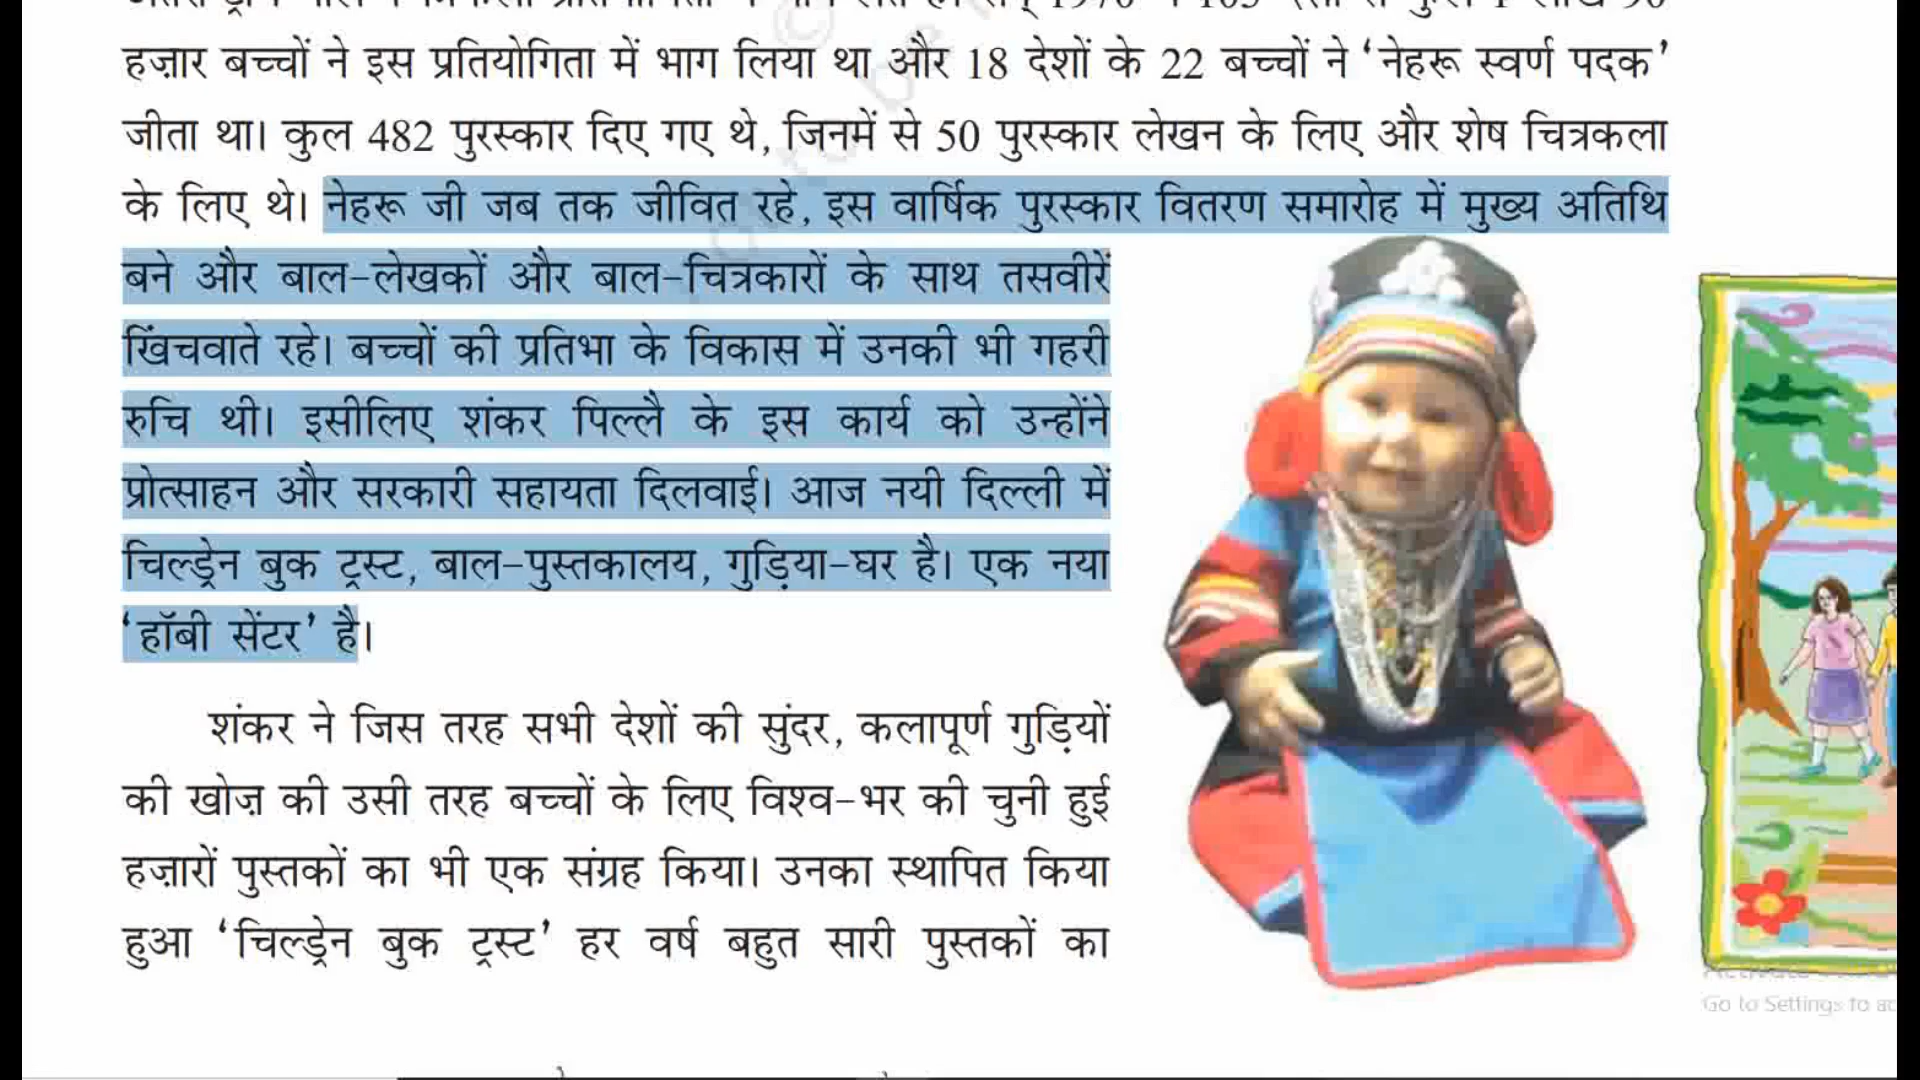 हज़ार बच्चों ने इस प्रतियोगिता में भाग लिया था और 18 देशों के 22 बच्चों ने ‘नेहरू स्वर्ण पदक’
जीता था। कुल 482 पुरस्कार दिए गए थे, जिनमें से 50 पुरस्कार लेखन के लिए और शेष चित्रकला
के लिए थे। नेहरू जी जब तक जीवित रहे, इस वार्षिक पुरस्कार वितरण समारोह में मुख्य अतिथि
बने और बाल-लेखकों और बाल-चित्रकारों के साथ तसवीरें
खिंचवाते रहे। बच्चों की प्रतिभा के विकास में उनकी भी गहरी
रुचि थी। इसीलिए शंकर पिल्लै के इस कार्य को उन्होंने
प्रोत्साहन और सरकारी सहायता दिलवाई। आज नयी दिल्ली में
चिल्ड्रेन बुक ट्रस्ट, बाल-पुस्तकालय, गुड़िया-घर है। एक नया
‘हॉबी सेंटर’ है।
शंकर ने जिस तरह सभी देशों की सुंदर, कलापूर्ण गुड़ियों
की खोज़ की उसी तरह बच्चों के लिए विश्व-भर की चुनी हुई
हज़ारों पुस्तकों का भी एक संग्रह किया। उनका स्थापित किया
हुआ ‘चिल्ड्रेन बुक ट्रस्ट’ हर वर्ष बहुत सारी पुस्तकों का
Go to Settings to